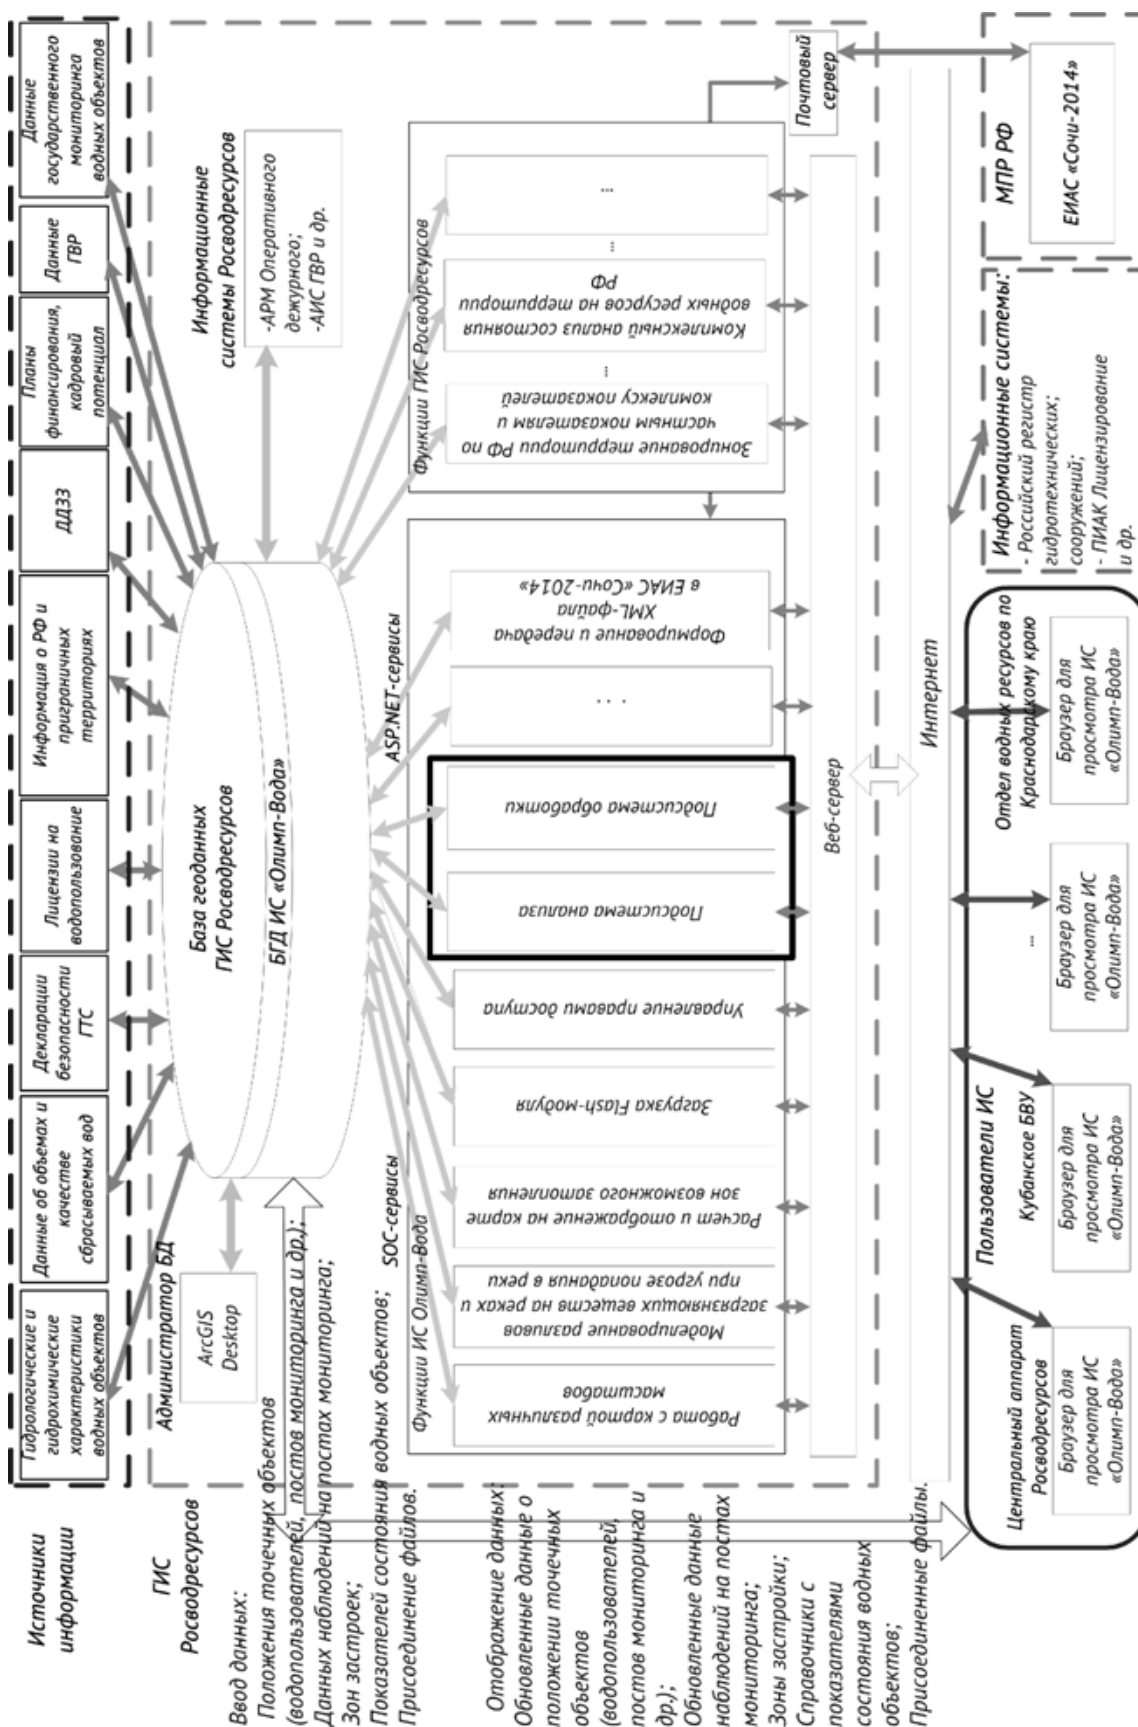 Источники
информации
Гидрологические и
гидрохимические
характеристики
водных объектов
Данные об объемах и
качестве
сбрасываемых вод
Декларации
безопасности
ГТС
Лицензии на
водопользование
Информация о РФ и
приграничных
территориях
ДДЗЗ
Планы
финансирования,
кадровый
потенциал
Данные
ГВР
Данные
государственного
мониторинга
водных объектов
ГИС
Росводресурсов
Администратор БД
ArcGIS
Desktop
База геоданных
ГИС Росводресурсов
БГД ИС «Олимп-Вода»
Информационные
системы Росводресурсов
-АРМ Оперативного
дежурного;
-АИС ГВР и др.
Ввод данных:
Положения точечных объектов
(водопользователей, постов мониторинга и др.);
Данных наблюдений на постах мониторинга;
Зон застроек;
Показателей состояния водных объектов;
Присоединение файлов.
SOC-сервисы
ASP.NET-сервисы
Функции ИС Олимп-Вода
Работа с картой различных
масштабов
Моделирование разливов
загрязняющих веществ на реках и
при угрозе попадания в реки
Расчет и отображение на карте
зон возможного затопления
Загрузка Flash-модуля
Управление правами доступа
Подсистема анализа
Подсистема обработки
. . .
Формирование и передача
XML-файла
в ЕИАС «Сочи-2014»
Функции ГИС Росводресурсов
Зонирование территории РФ по
частным показателям и
комплексу показателей
...
Комплексный анализ состояния
водных ресурсов на территории
РФ
...
...
Почтовый
сервер
Веб-сервер
Интернет
Отображение данных:
Обновленные данные о
положении точечных
объектов
(водопользователей,
постов мониторинга и
др.);
Обновленные данные
наблюдений на постах
мониторинга;
Зоны застройки;
Справочники с
показателями
состояния водных
объектов;
Присоединенные файлы.
Пользователи ИС
Центральный аппарат
Росводресурсов
Браузер для
просмотра ИС
«Олимп-Вода»
Кубанское БВУ
Браузер для
просмотра ИС
«Олимп-Вода»
...
Браузер для
просмотра ИС
«Олимп-Вода»
Отдел водных ресурсов по
Краснодарскому краю
Браузер для
просмотра ИС
«Олимп-Вода»
Информационные системы:
- Российский регистр
гидротехнических
сооружений;
- ПИАК Лицензирование
и др.
МПР РФ
ЕИАС «Сочи-2014»